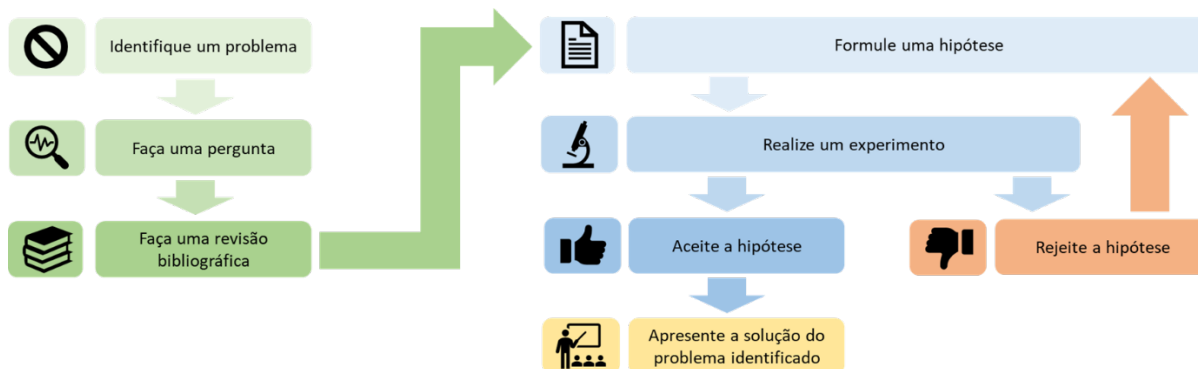 Identifique um problema
Faça uma pergunta
Faça uma revisão
bibliográfica
Formule uma hipótese
Realize um experimento
Aceite a hipótese
Rejeite a hipótese
Apresente a solução do
problema identificado